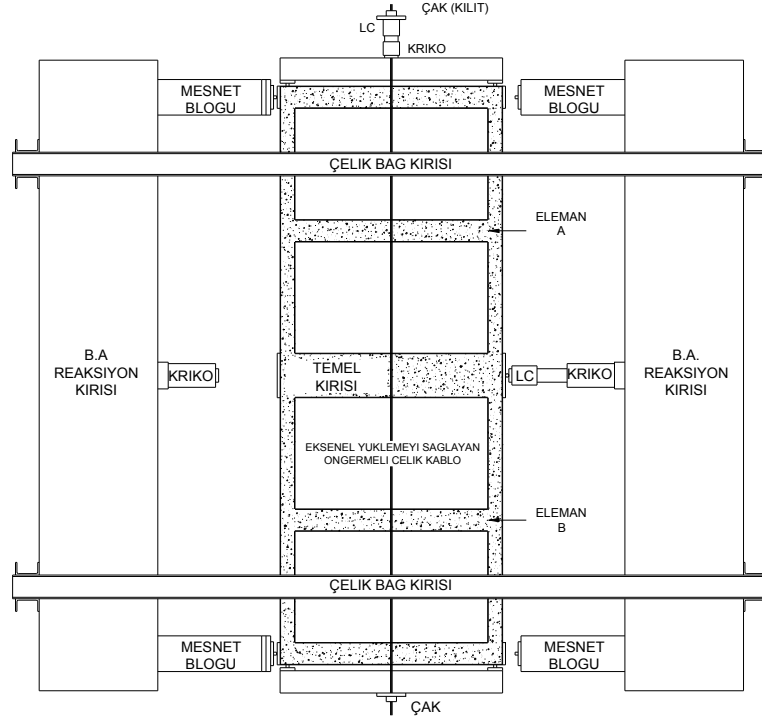 ÇAK (KILIT)
LC
KRIKO
MESNET
BLOGU
MESNET
BLOGU
ÇELIK BAG KIRISI
ELEMAN
A
B.A
REAKSIYON
KIRISI
KRIKO
TEMEL
KIRISI
LC
KRIKO
B.A.
REAKSIYON
KIRISI
EKSENEL YUKLEMEYI SAGLAYAN
ONGERMELI CELIK KABLO
ELEMAN
B
ÇELIK BAG KIRISI
MESNET
BLOGU
MESNET
BLOGU
ÇAK